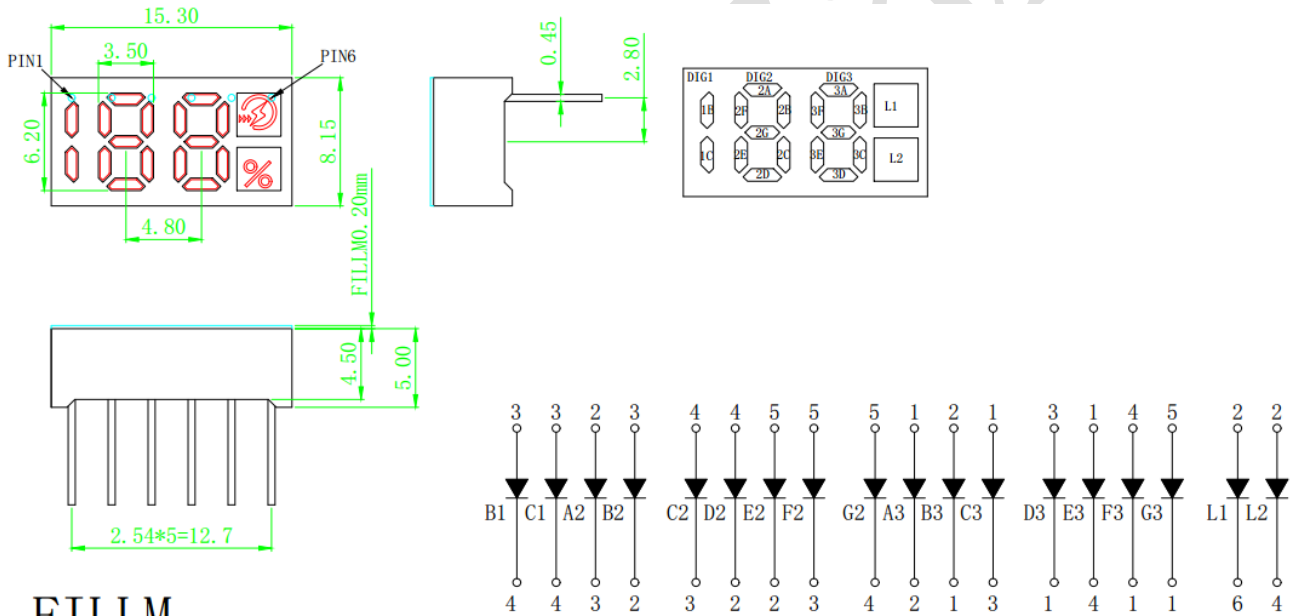 15.30
PIN1
3.50
PIN6
6.20
8.15
%
4.80
0.45
2.80
DIG1 DIG2 DIG3
2A 3A
1B 2F 2B 3F 3B L1
2G 3G
1C 2E 2C 3E 3C L2
2D 3D
FILLM0.20mm
4.50
5.00
2.54*5=12.7
3 3 2 3 4 4 5 5 5 1 2 1 3 1 4 5 2 2
B1 C1 A2 B2 C2 D2 E2 F2 G2 A3 B3 C3 D3 E3 F3 G3 L1 L2
4 4 3 2 3 2 2 3 4 2 1 3 1 4 1 1 6 4